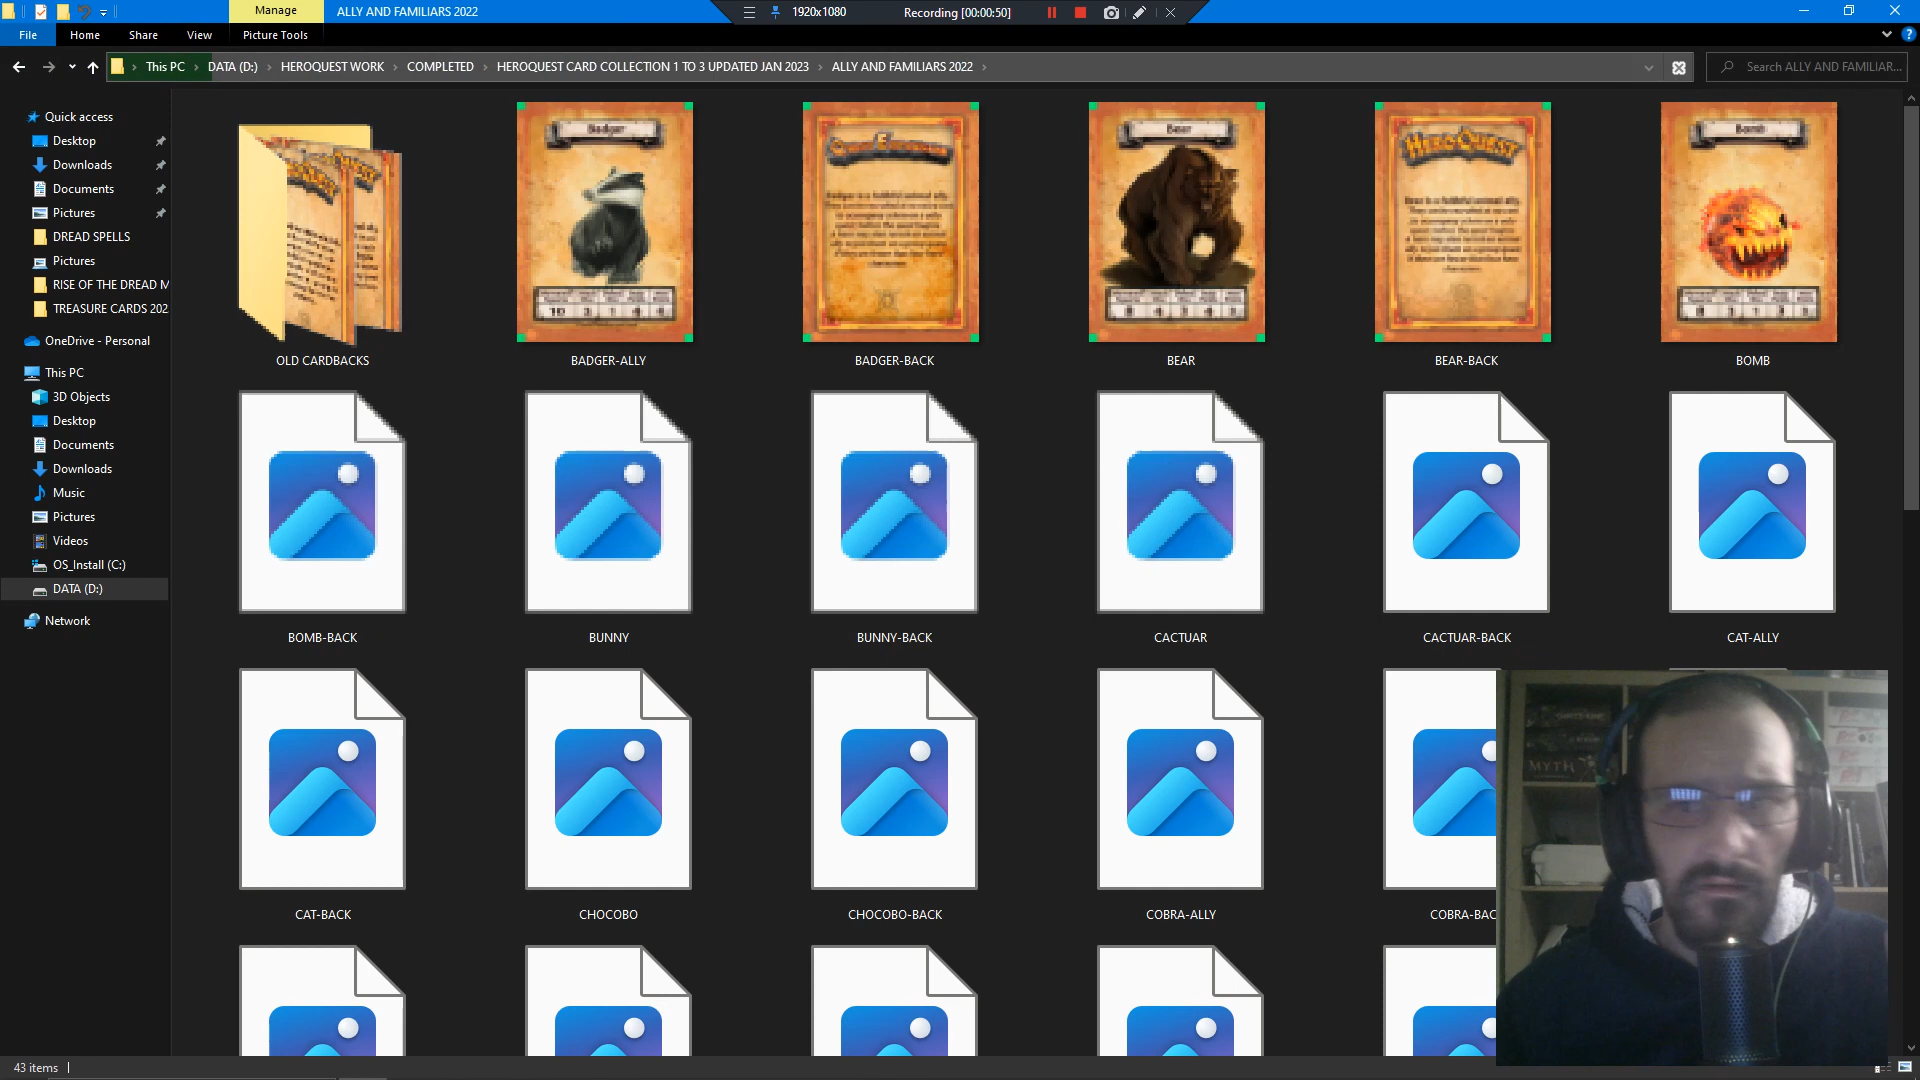 Manage
ALLY AND FAMILIARS 2022
1920x1080
Recording [00:00:50]
File
Home
Share
View
Picture Tools
This PC
DATA (D:)
HEROQUEST WORK
COMPLETED
HEROQUEST CARD COLLECTION 1 TO 3 UPDATED JAN 2023
ALLY AND FAMILIARS 2022
Search ALLY AND FAMILIAR...
Quick access
Desktop
Downloads
Documents
Pictures
DREAD SPELLS
Pictures
RISE OF THE DREAD M
TREASURE CARDS 202
OneDrive - Personal
This PC
3D Objects
Desktop
Documents
Downloads
Music
Pictures
Videos
OS_Install (C:)
DATA (D:)
Network
Badger
Bear
HeroQuest
Bomb
OLD CARDBACKS
BADGER-ALLY
BADGER-BACK
BEAR
BEAR-BACK
BOMB
BOMB-BACK
BUNNY
BUNNY-BACK
CACTUAR
CACTUAR-BACK
CAT-ALLY
CAT-BACK
CHOCOBO
CHOCOBO-BACK
COBRA-ALLY
COBRA-BAC
MYTH
43 items